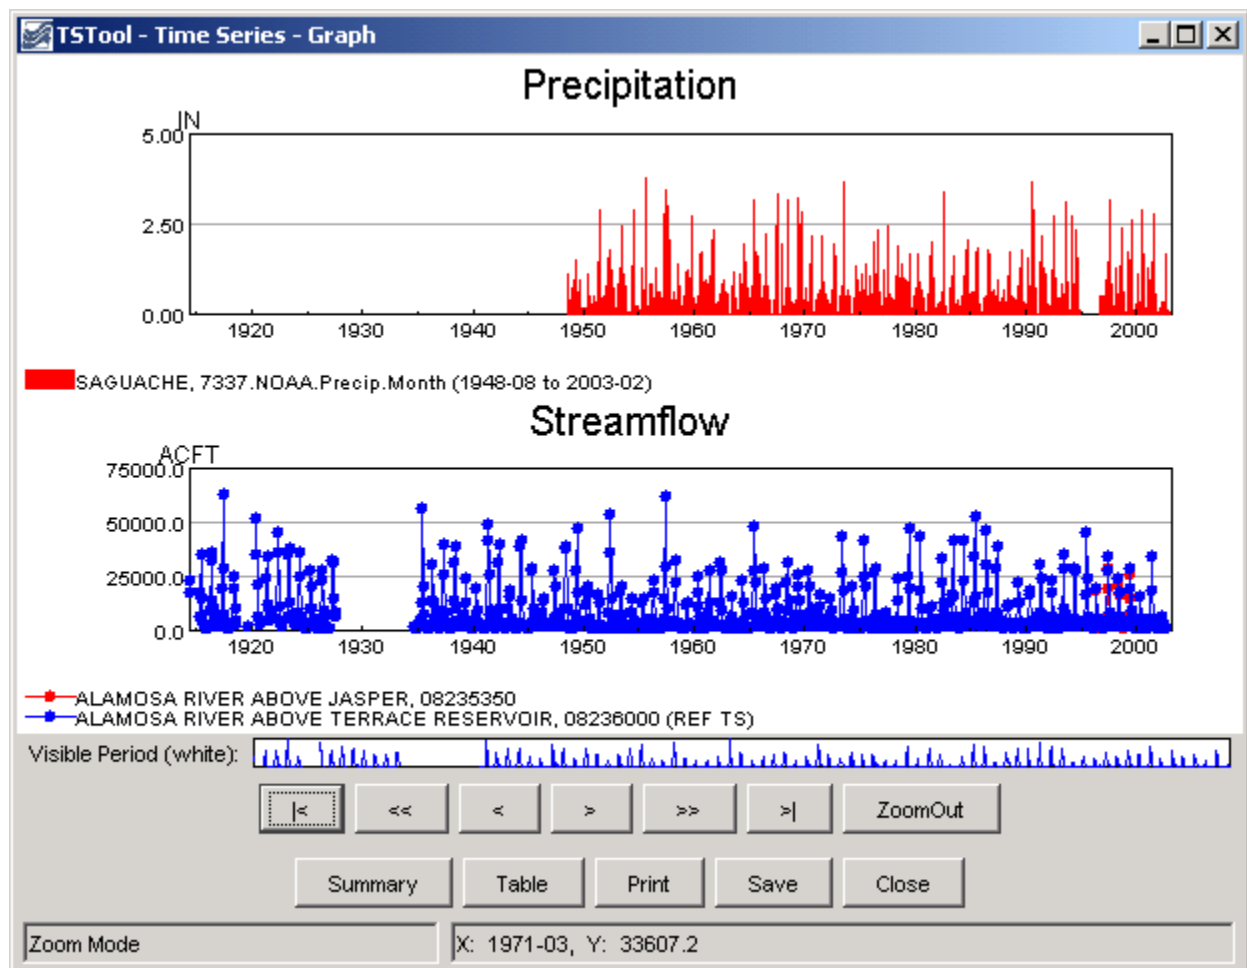 TSTool - Time Series - Graph
Precipitation
IN
5.00
2.50
0.00
1920 1930 1940 1950 1960 1970 1980 1990 2000
SAGUACHE, 7337.NOAA.Precip.Month (1948-08 to 2003-02)
Streamflow
ACFT
75000.0
50000.0
25000.0
0.0
1920 1930 1940 1950 1960 1970 1980 1990 2000
ALAMOSA RIVER ABOVE JASPER, 08235350
ALAMOSA RIVER ABOVE TERRACE RESERVOIR, 08236000 (REF TS)
Visible Period (white):
|< << < > >> >| ZoomOut
Summary Table Print Save Close
Zoom Mode X: 1971-03, Y: 33607.2